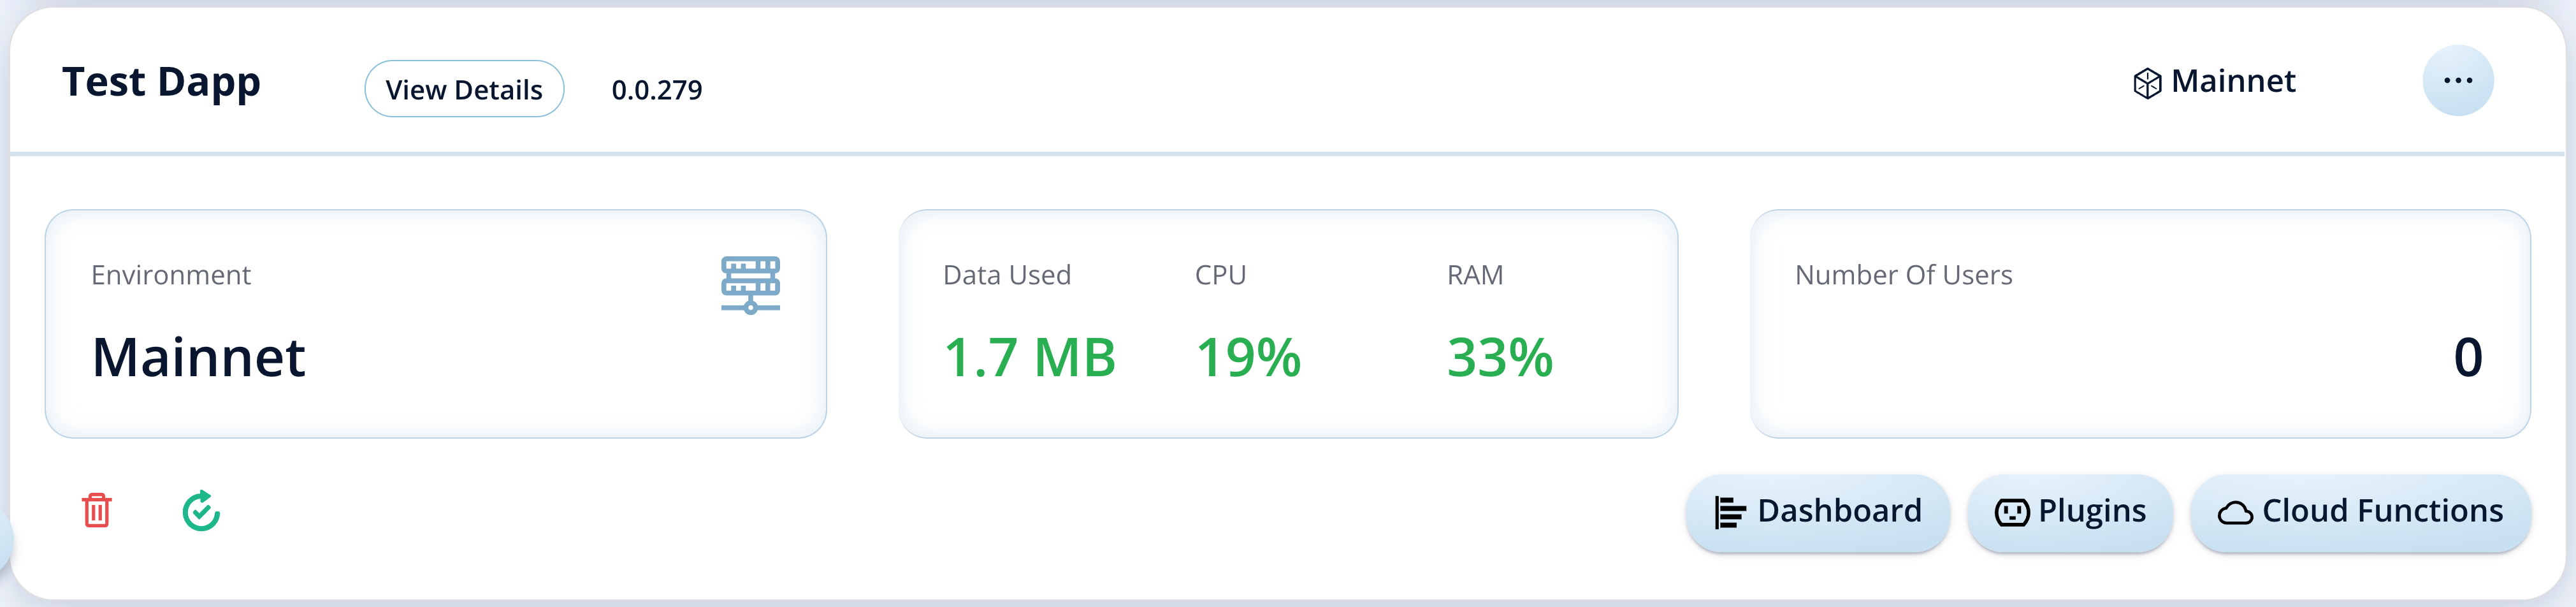 Test Dapp
View Details
0.0.279
Mainnet
Environment
Mainnet
Data Used
1.7 MB
CPU
19%
RAM
33%
Number Of Users
0
Dashboard
Plugins
Cloud Functions